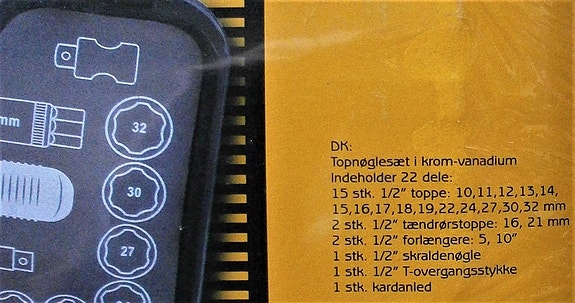 32
mm
30
27
DK:
Topnøglesæt i krom-vanadium
Indeholder 22 dele:
15 stk. 1/2" toppe: 10,11,12,13,14,
15,16,17,18,19,22,24,27,30,32 mm
2 stk. 1/2" tændrørstoppe: 16, 21 mm
2 stk. 1/2" forlængere: 5, 10"
1 stk. 1/2" skraldenøgle
1 stk. 1/2" T-overgangsstykke
1 stk. kardanled